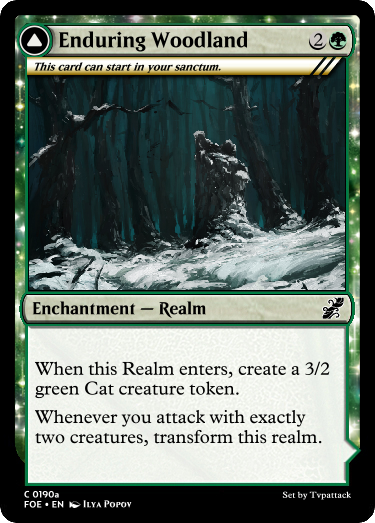 Enduring Woodland 2
This card can start in your sanctum.
Enchantment — Realm
When this Realm enters, create a 3/2
green Cat creature token.
Whenever you attack with exactly
two creatures, transform this realm.
C 0190a
FOE • EN Ilya Popov
Set by Tvpattack